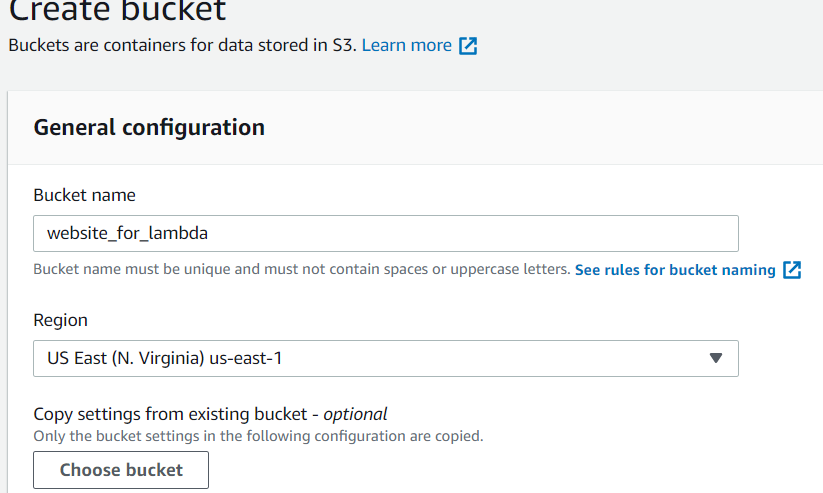 Create bucket
Buckets are containers for data stored in S3. Learn more
General configuration
Bucket name
website_for_lambda
Bucket name must be unique and must not contain spaces or uppercase letters. See rules for bucket naming
Region
US East (N. Virginia) us-east-1
Copy settings from existing bucket - optional
Only the bucket settings in the following configuration are copied.
Choose bucket